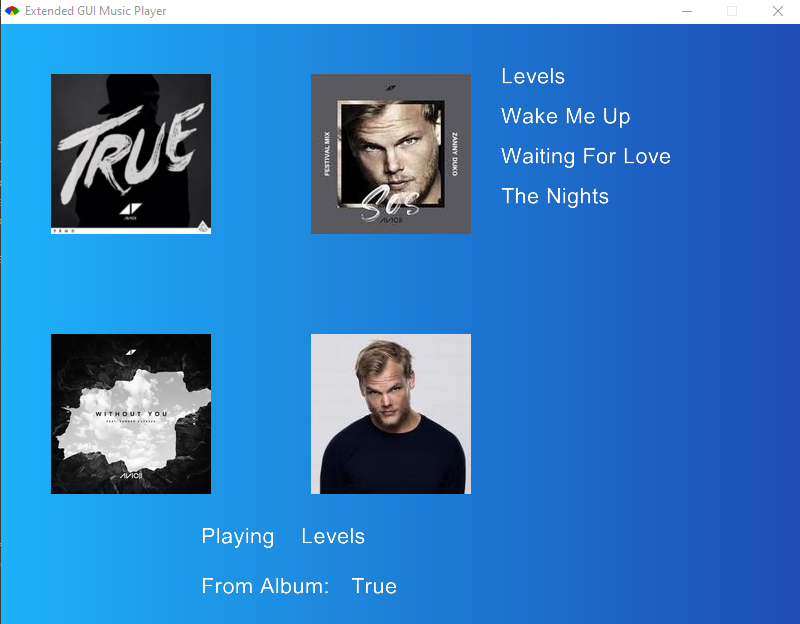 Extended GUI Music Player
TRUE
AVICII
PRMD
FESTIVAL MIX
ZANNY DUKO
SOS
AVICII
Levels
Wake Me Up
Waiting For Love
The Nights
WITHOUT YOU
AVICII
Playing Levels
From Album: True